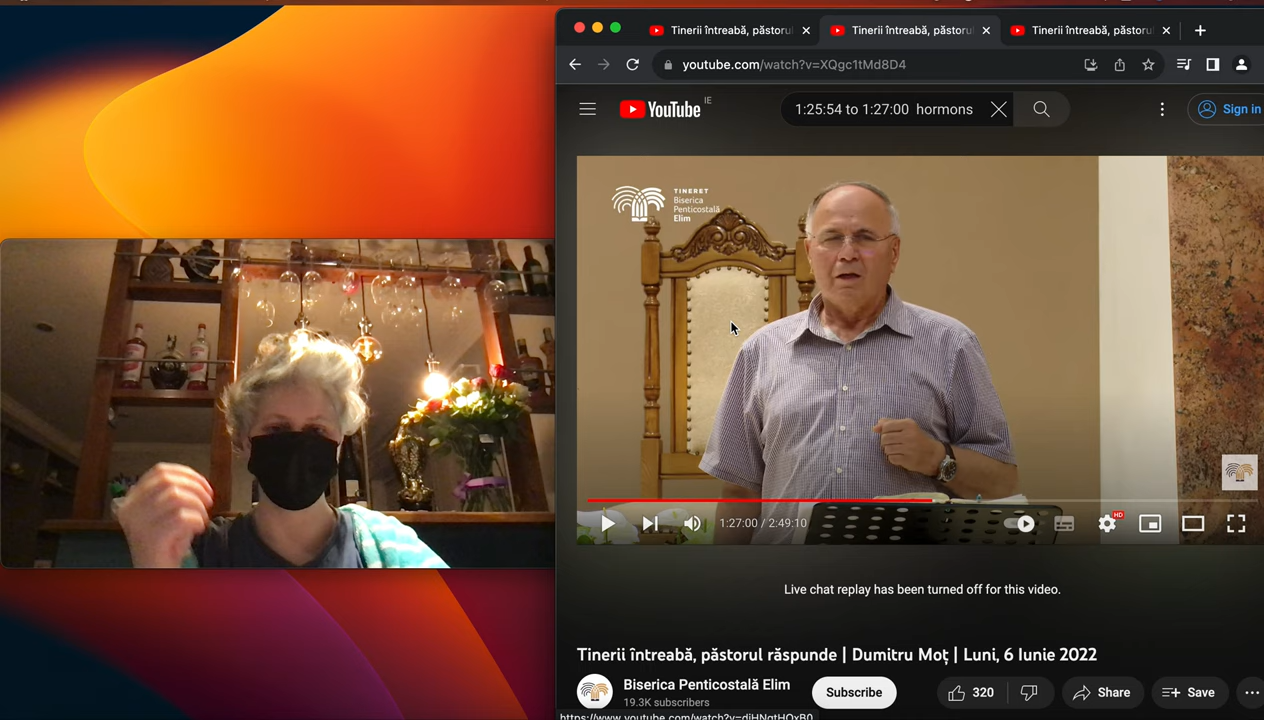 Tinerii întreabă, păstorul
Tinerii întreabă, păstorul
Tinerii întreabă, păstorul
youtube.com/watch?v=XQgc1tMd8D4
YouTube IE
1:25:54 to 1:27:00 hormons
Sign in
TINERET
Biserica
Penticostală
Elim
1:27:00 / 2:49:10
HD
Live chat replay has been turned off for this video.
Tinerii întreabă, păstorul răspunde | Dumitru Moț | Luni, 6 Iunie 2022
Biserica Penticostală Elim
19.3K subscribers
Subscribe
320
Share
Save